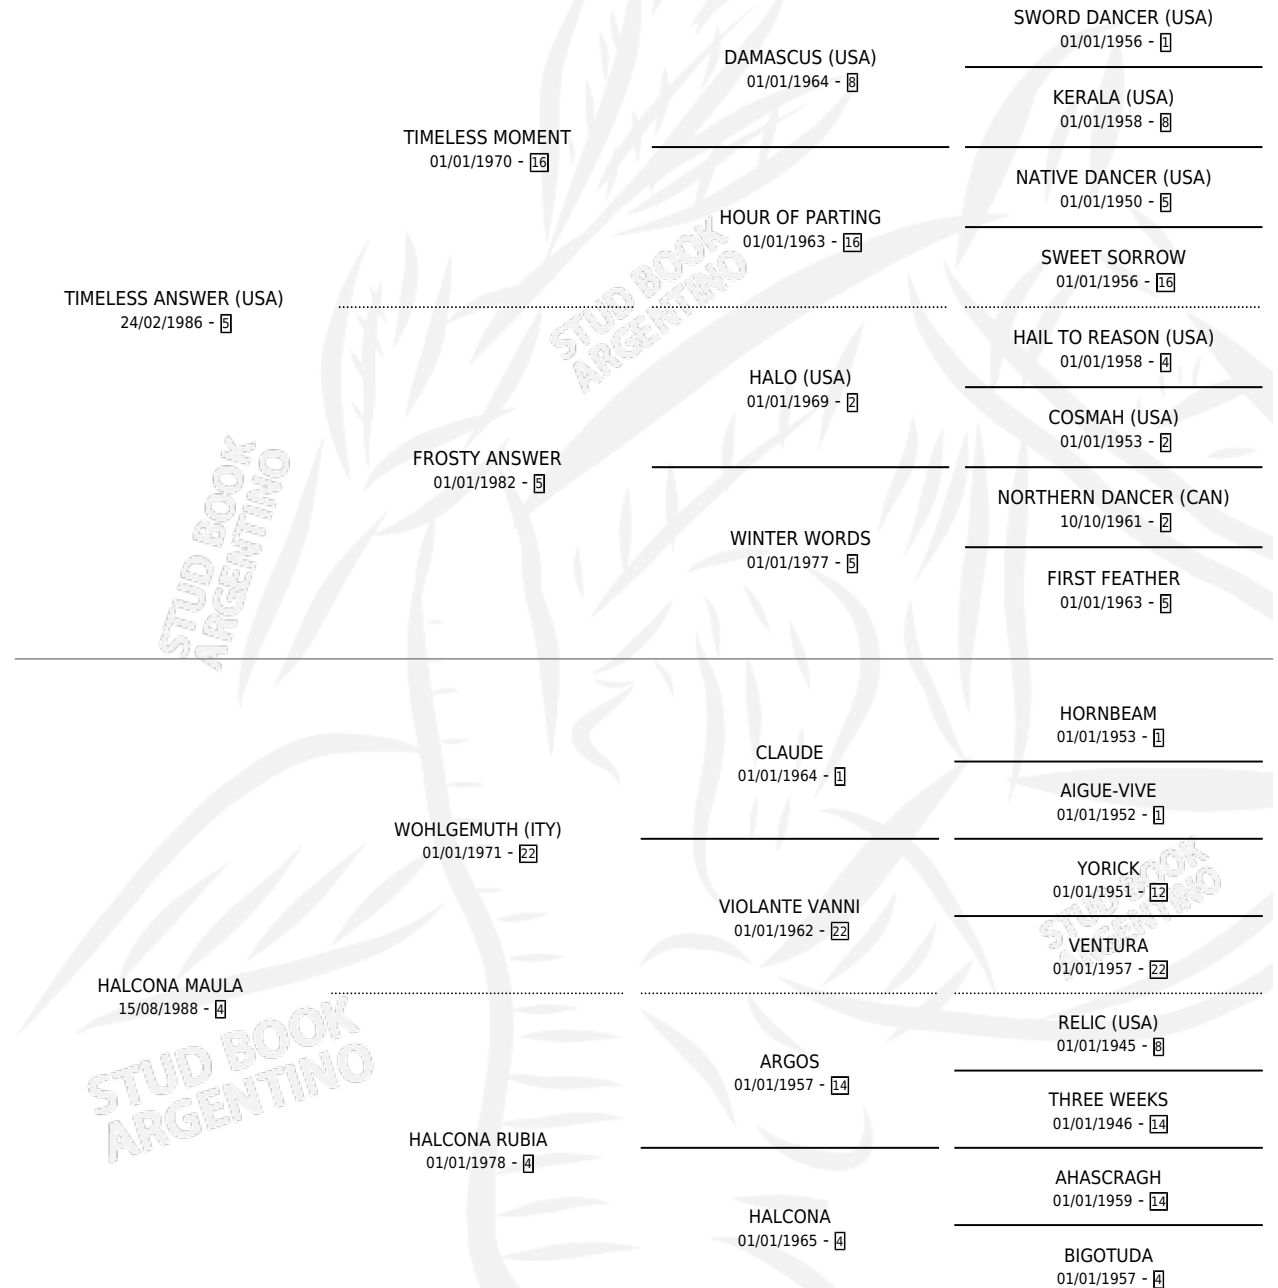 SWORD DANCER (USA)
01/01/1956 - 1
DAMASCUS (USA)
01/01/1964 - 8
KERALA (USA)
01/01/1958 - 8
TIMELESS MOMENT
01/01/1970 - 16
NATIVE DANCER (USA)
01/01/1950 - 5
HOUR OF PARTING
01/01/1963 - 16
SWEET SORROW
01/01/1956 - 16
TIMELESS ANSWER (USA)
24/02/1986 - 5
HAIL TO REASON (USA)
01/01/1958 - 4
HALO (USA)
01/01/1969 - 2
COSMAH (USA)
01/01/1953 - 2
FROSTY ANSWER
01/01/1982 - 5
NORTHERN DANCER (CAN)
10/10/1961 - 2
WINTER WORDS
01/01/1977 - 5
FIRST FEATHER
01/01/1963 - 5
STUD BOOK
ARGENTINO
STUD BOOK
ARGENTINO
HORNBEAM
01/01/1953 - 1
CLAUDE
01/01/1964 - 1
AIGUE-VIVE
01/01/1952 - 1
WOHLGEMUTH (ITY)
01/01/1971 - 22
YORICK
01/01/1951 - 12
VIOLANTE VANNI
01/01/1962 - 22
VENTURA
01/01/1957 - 22
HALCONA MAULA
15/08/1988 - 4
RELIC (USA)
01/01/1945 - 8
ARGOS
01/01/1957 - 14
THREE WEEKS
01/01/1946 - 14
HALCONA RUBIA
01/01/1978 - 4
AHASCRAGH
01/01/1959 - 14
HALCONA
01/01/1965 - 4
BIGOTUDA
01/01/1957 - 4
STUD BOOK
ARGENTINO
STUD BOOK
ARGENTINO